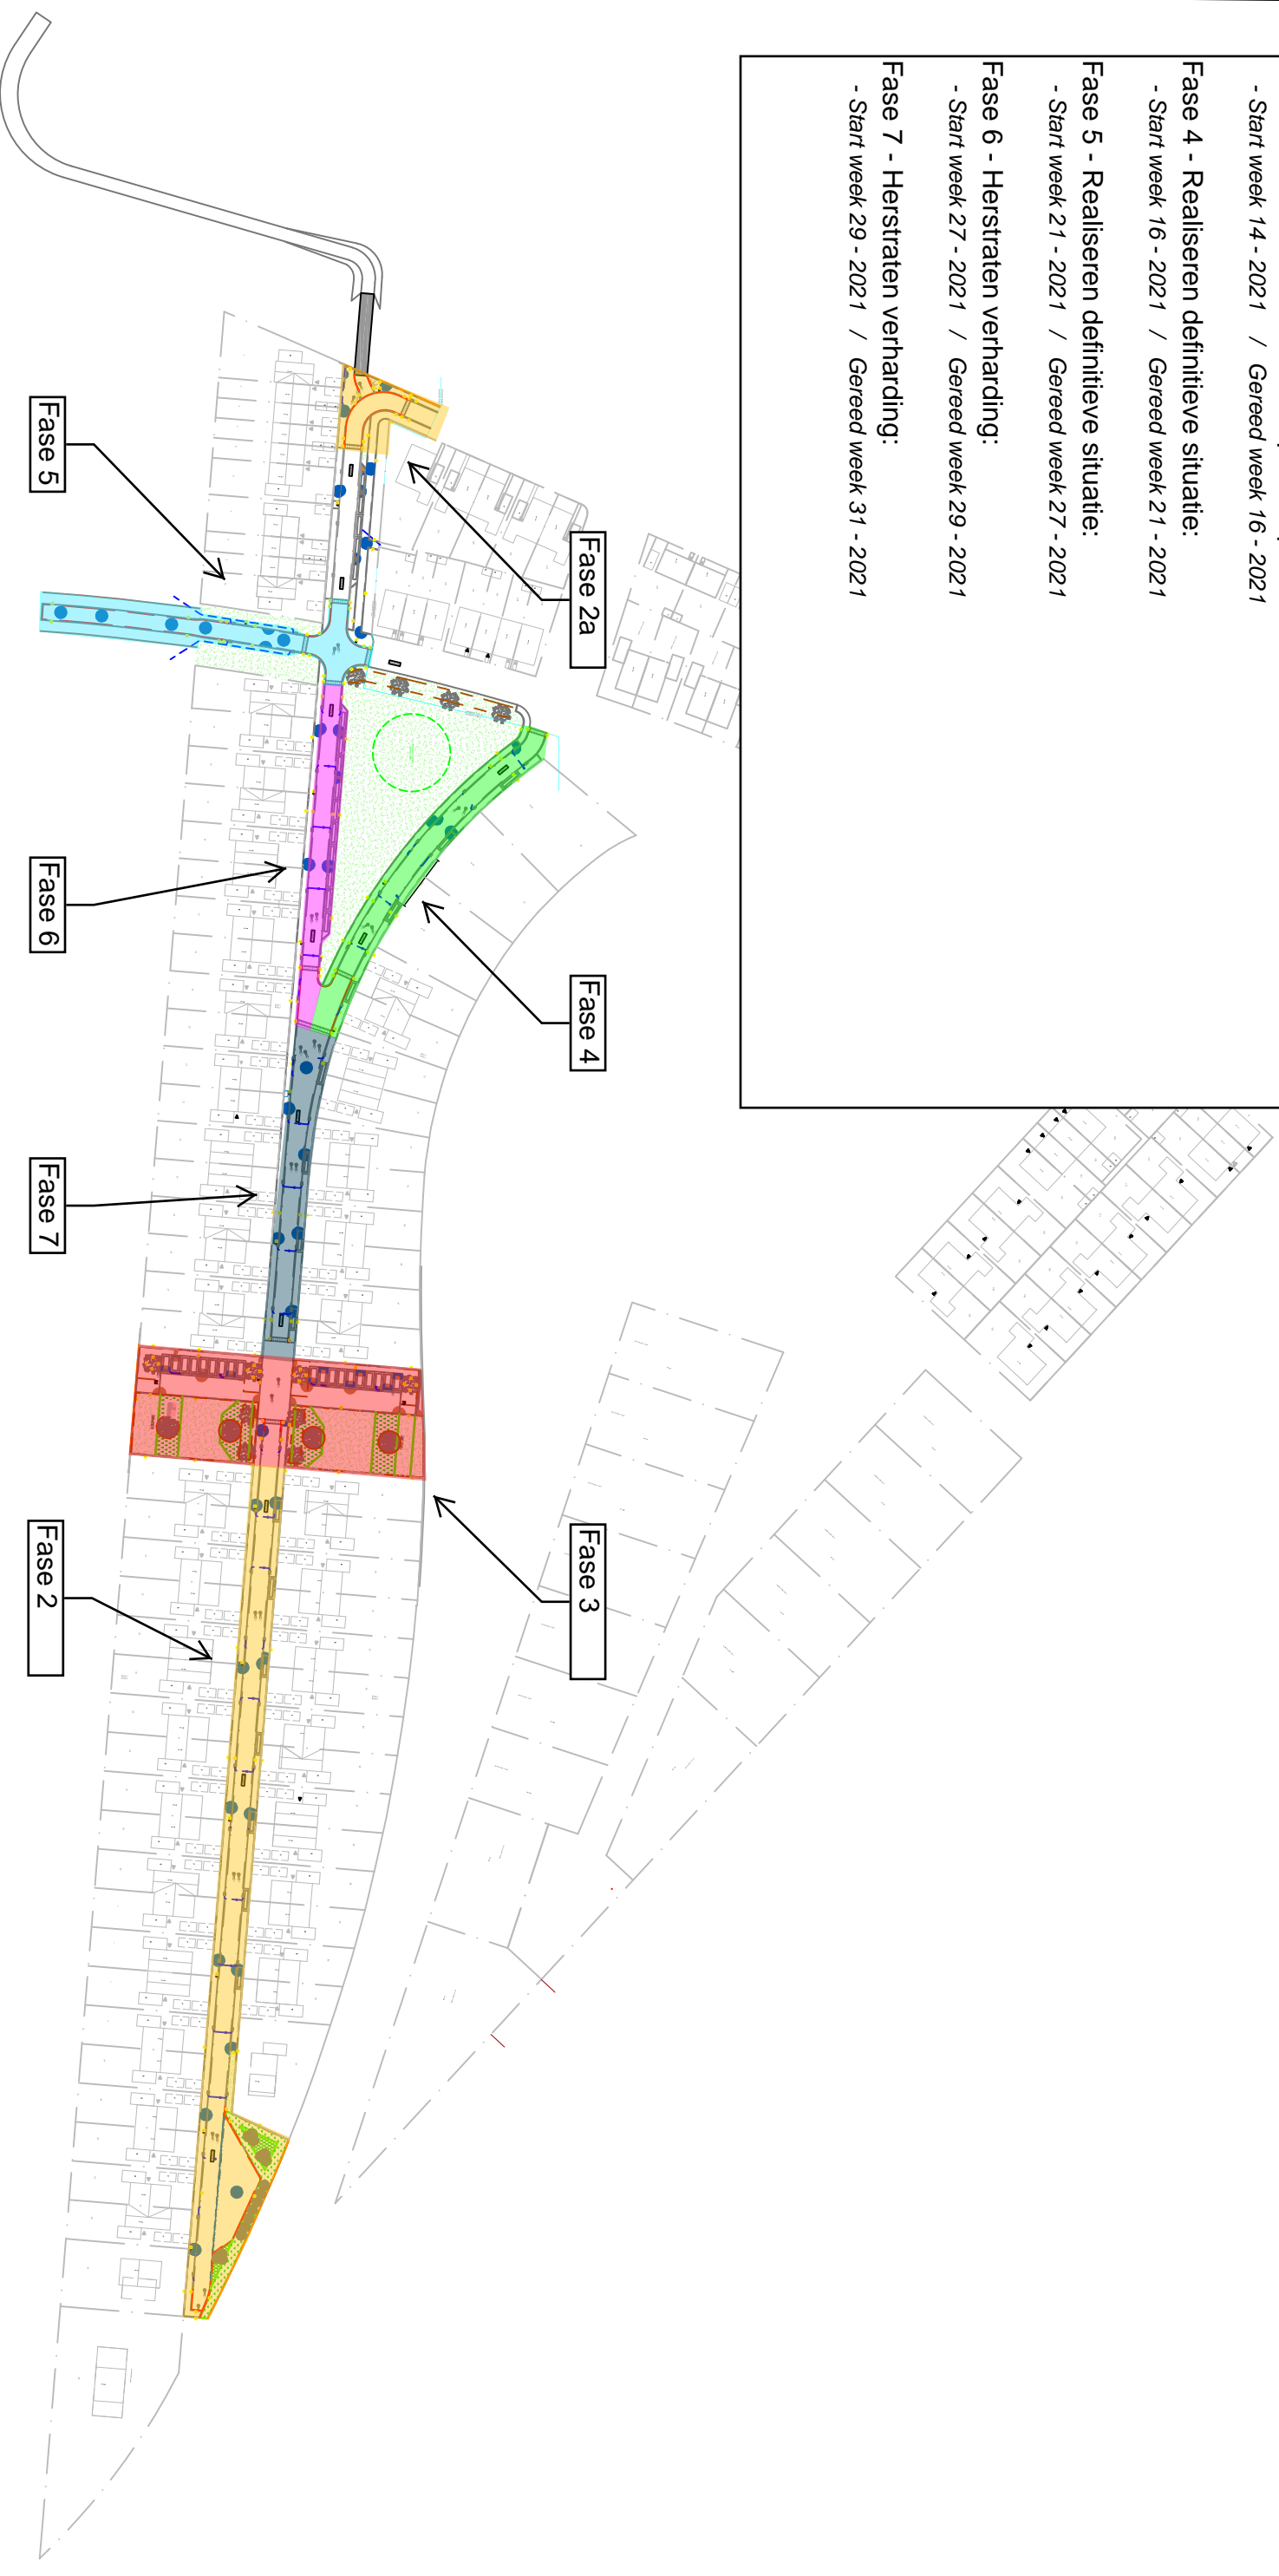 - Start week 14 - 2021 / Gereed week 16 - 2021
Fase 4 - Realiseren definitieve situatie:
- Start week 16 - 2021 / Gereed week 21 - 2021
Fase 5 - Realiseren definitieve situatie:
- Start week 21 - 2021 / Gereed week 27 - 2021
Fase 6 - Herstraten verharding:
- Start week 27 - 2021 / Gereed week 29 - 2021
Fase 7 - Herstraten verharding:
- Start week 29 - 2021 / Gereed week 31 - 2021
Fase 2a
Fase 4
Fase 3
Fase 5
Fase 6
Fase 7
Fase 2